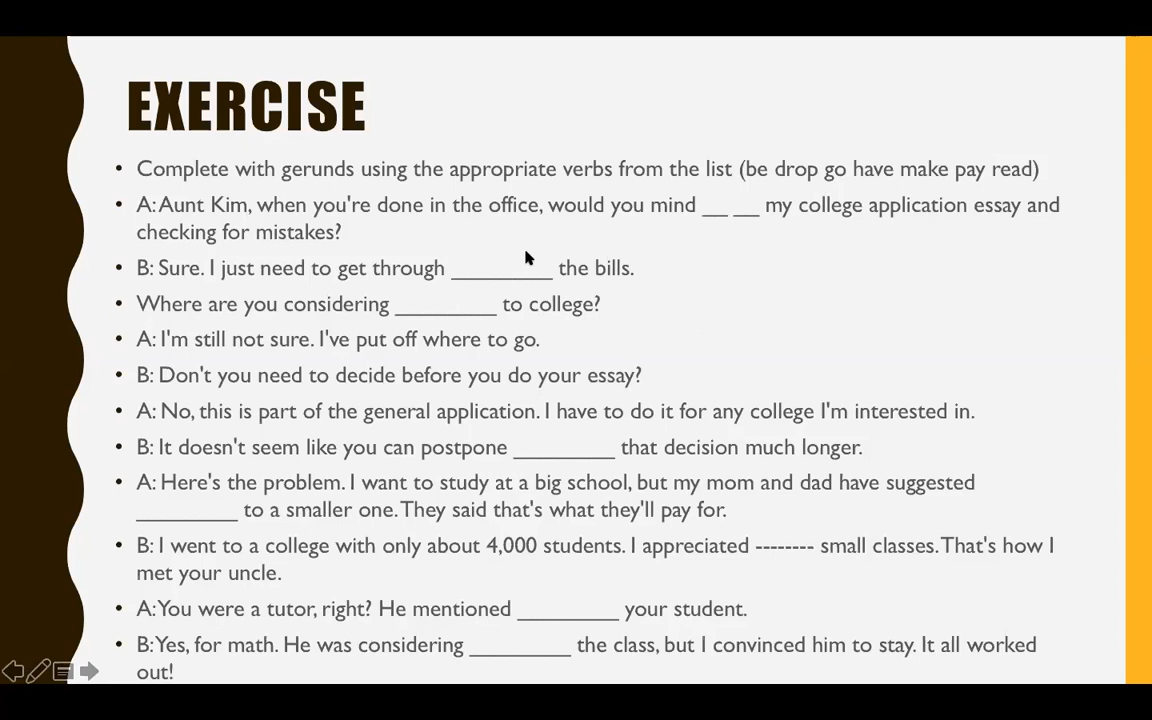 EXERCISE
• Complete with gerunds using the appropriate verbs from the list (be drop go have make pay read)
• A: Aunt Kim, when you're done in the office, would you mind __ __ my college application essay and
checking for mistakes?
• B: Sure. I just need to get through _________ the bills.
• Where are you considering _________ to college?
• A: I'm still not sure. I've put off where to go.
• B: Don't you need to decide before you do your essay?
• A: No, this is part of the general application. I have to do it for any college I'm interested in.
• B: It doesn't seem like you can postpone _________ that decision much longer.
• A: Here's the problem. I want to study at a big school, but my mom and dad have suggested
_________ to a smaller one. They said that's what they'll pay for.
• B: I went to a college with only about 4,000 students. I appreciated -------- small classes. That's how I
met your uncle.
• A: You were a tutor, right? He mentioned _________ your student.
• B: Yes, for math. He was considering _________ the class, but I convinced him to stay. It all worked
out!